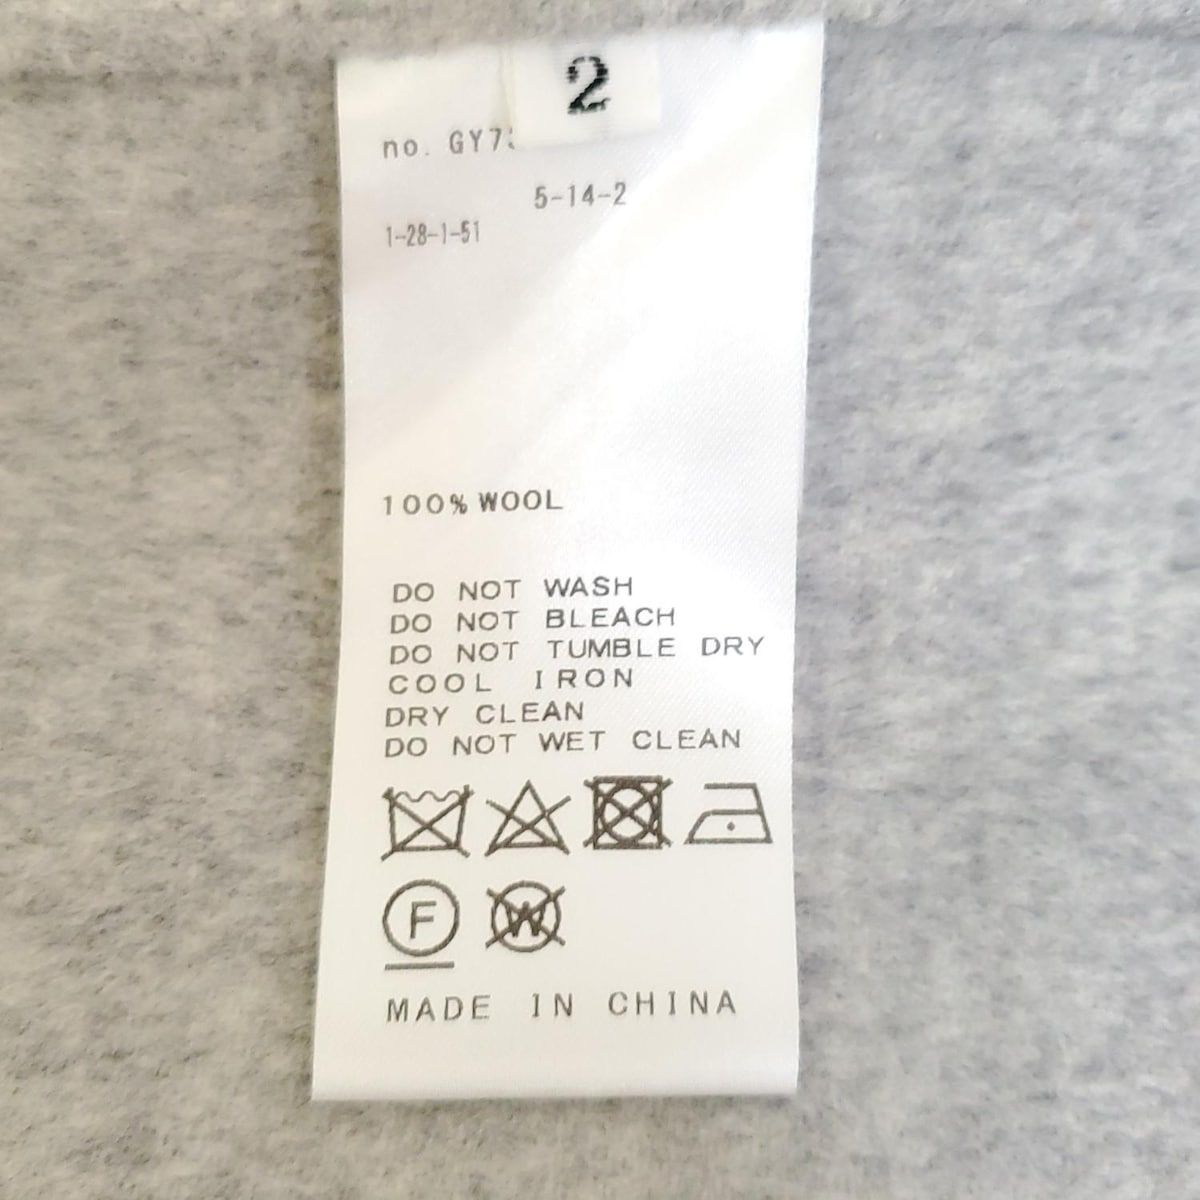 2
no. GY7
5-14-2
1-28-1-51
100% WOOL
DO NOT WASH
DO NOT BLEACH
DO NOT TUMBLE DRY
COOL IRON
DRY CLEAN
DO NOT WET CLEAN
F W
MADE IN CHINA